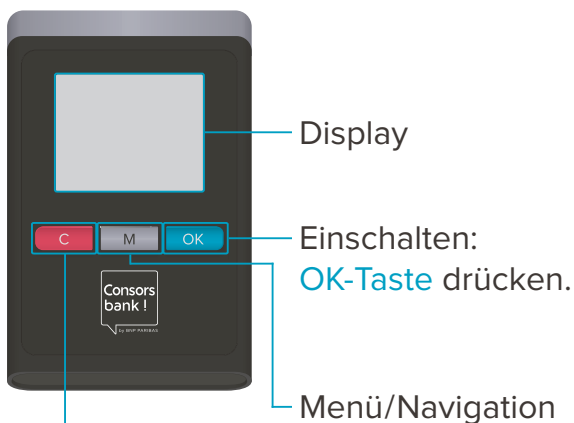 Display
C
M
OK
Einschalten:
OK-Taste drücken.
Consors
bank !
by BNP PARIBAS
Menü/Navigation